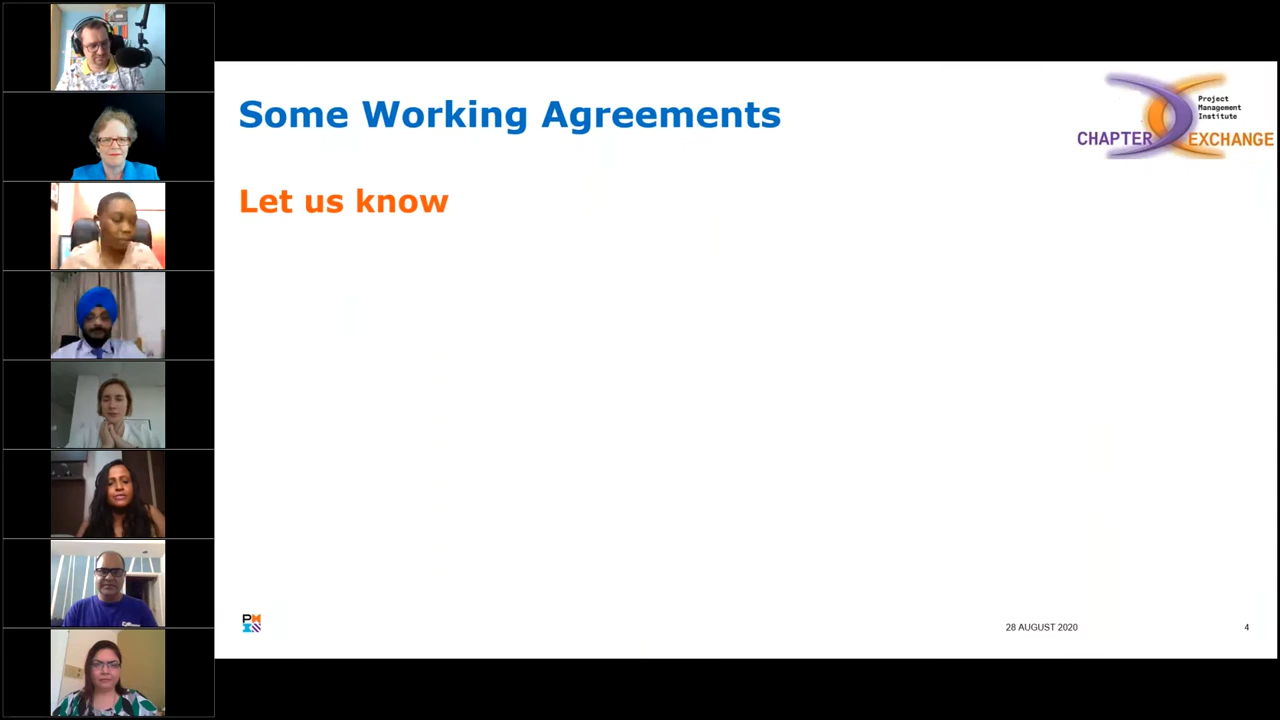 Some Working Agreements
Project
Management
Institute
CHAPTER EXCHANGE
Let us know
28 AUGUST 2020
4